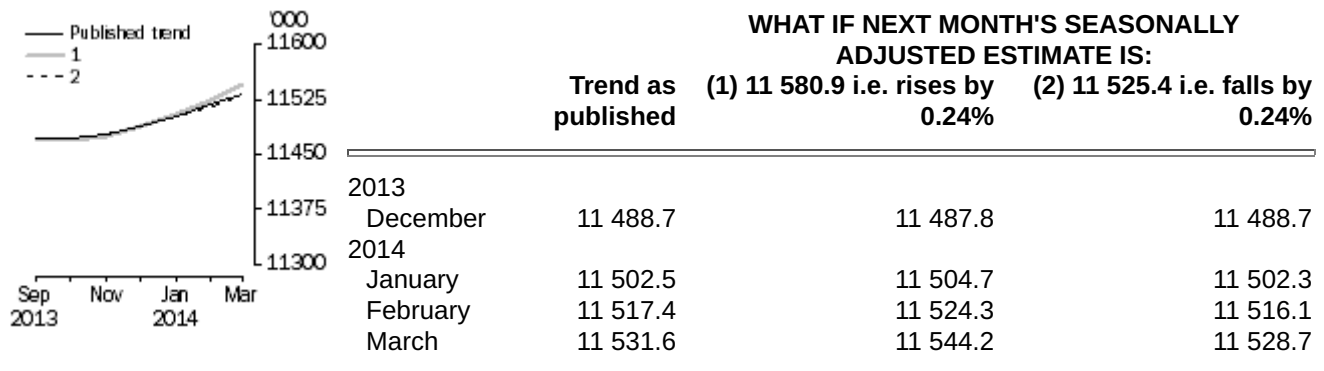 '000
Published trend
1
2
11600
11525
11450
11375
11300
Sep Nov Jan Mar
2013 2014
WHAT IF NEXT MONTH'S SEASONALLY
ADJUSTED ESTIMATE IS:
Trend as (1) 11 580.9 i.e. rises by (2) 11 525.4 i.e. falls by
published 0.24% 0.24%
2013
December 11 488.7 11 487.8 11 488.7
2014
January 11 502.5 11 504.7 11 502.3
February 11 517.4 11 524.3 11 516.1
March 11 531.6 11 544.2 11 528.7